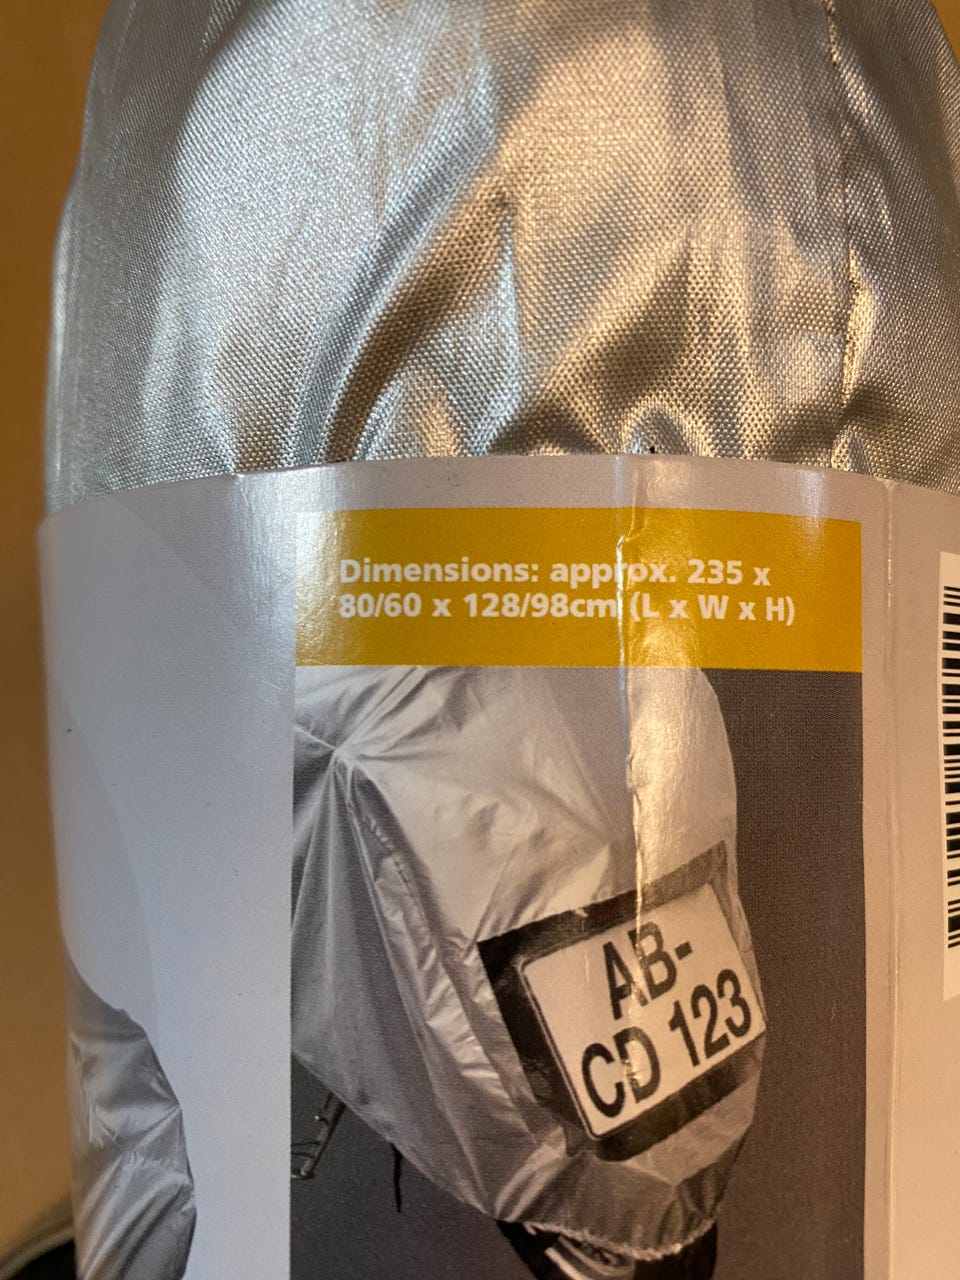 Dimensions: approx. 235 x
80/60 x 128/98cm (L x W x H)
AB-
CD 123